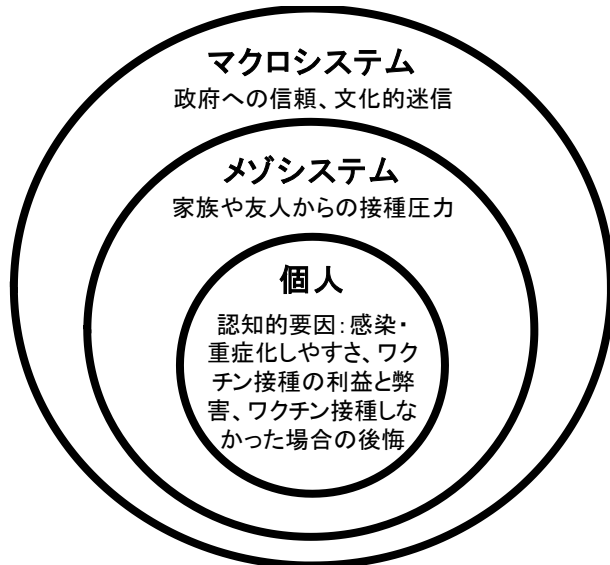 マクロシステム
政府への信頼、文化的迷信
メゾシステム
家族や友人からの接種圧力
個人
認知的要因：感染・
重症化しやすさ、ワク
チン接種の利益と弊
害、ワクチン接種しな
かった場合の後悔